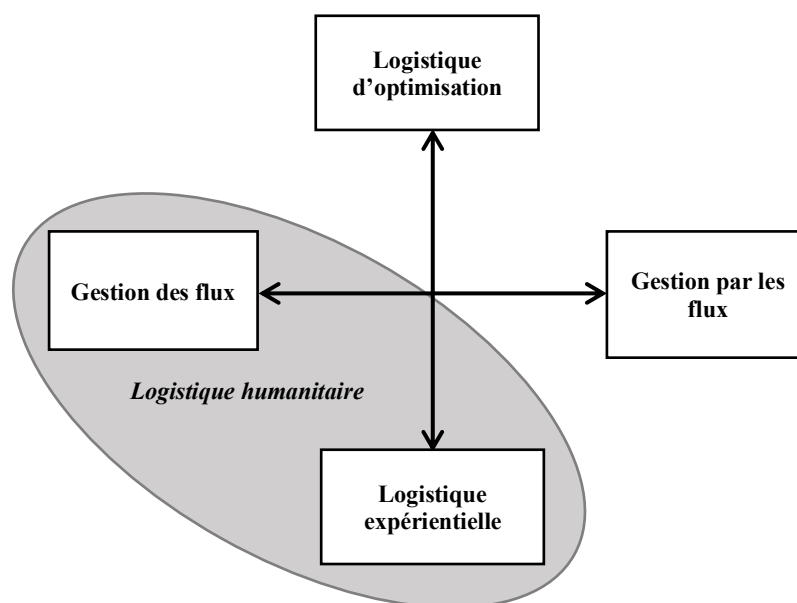 Logistique
d’optimisation
Gestion des flux
Gestion par les
flux
Logistique humanitaire
Logistique
expérientielle